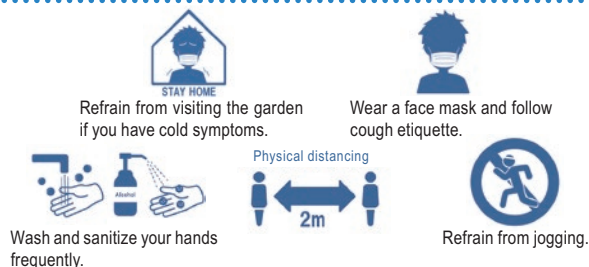 STAY HOME
Refrain from visiting the garden
if you have cold symptoms.
Wear a face mask and follow
cough etiquette.
Alcohol
Wash and sanitize your hands
frequently.
Physical distancing
2m
Refrain from jogging.